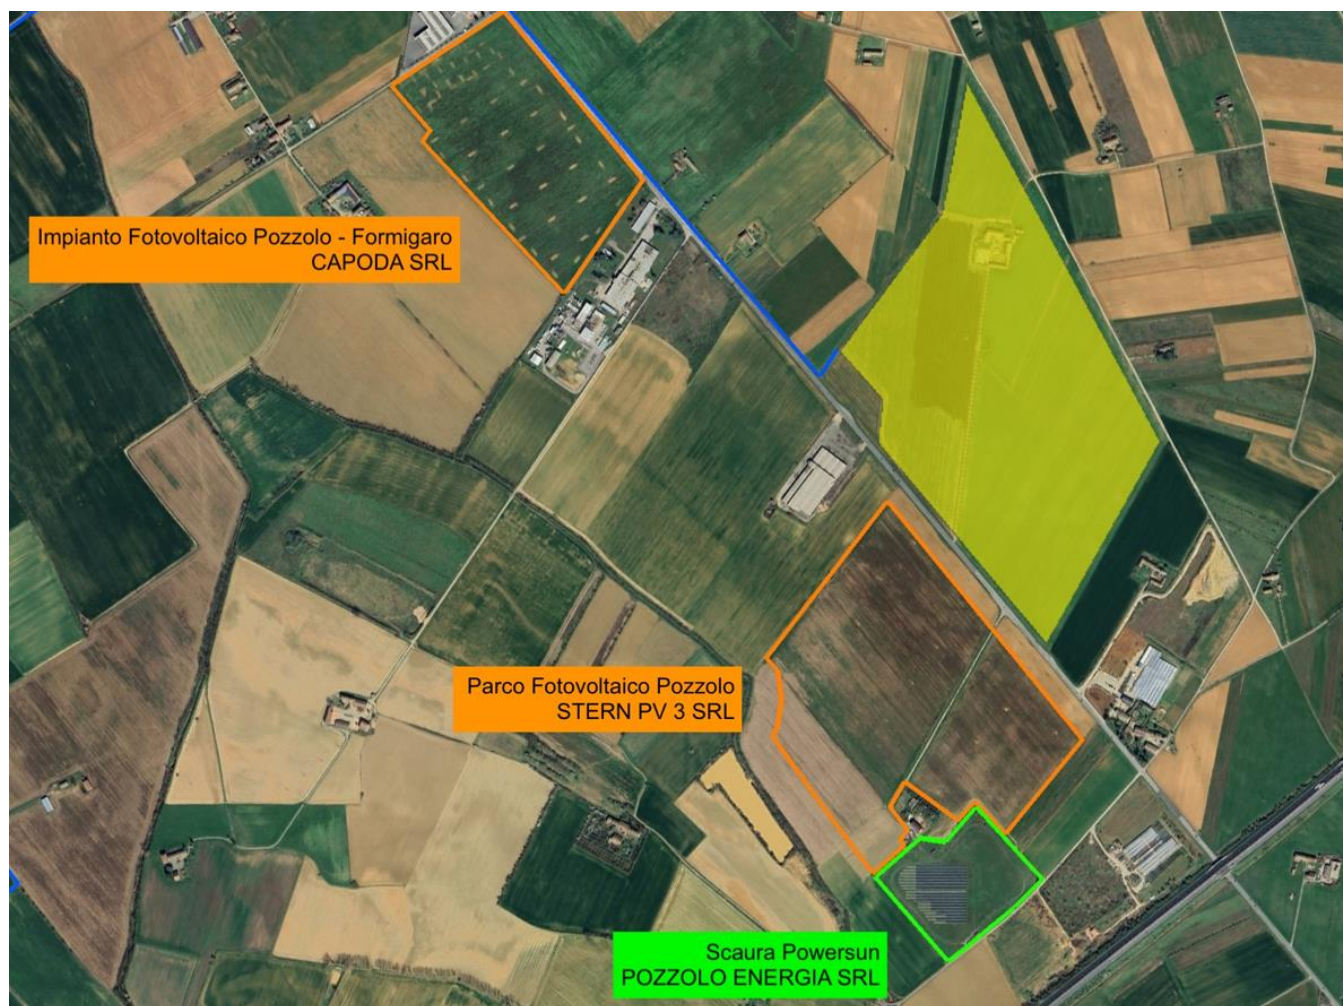 Impianto Fotovoltaico Pozzolo - Formigaro
CAPODA SRL
Parco Fotovoltaico Pozzolo
STERN PV 3 SRL
Scaura Powersun
POZZOLO ENERGIA SRL